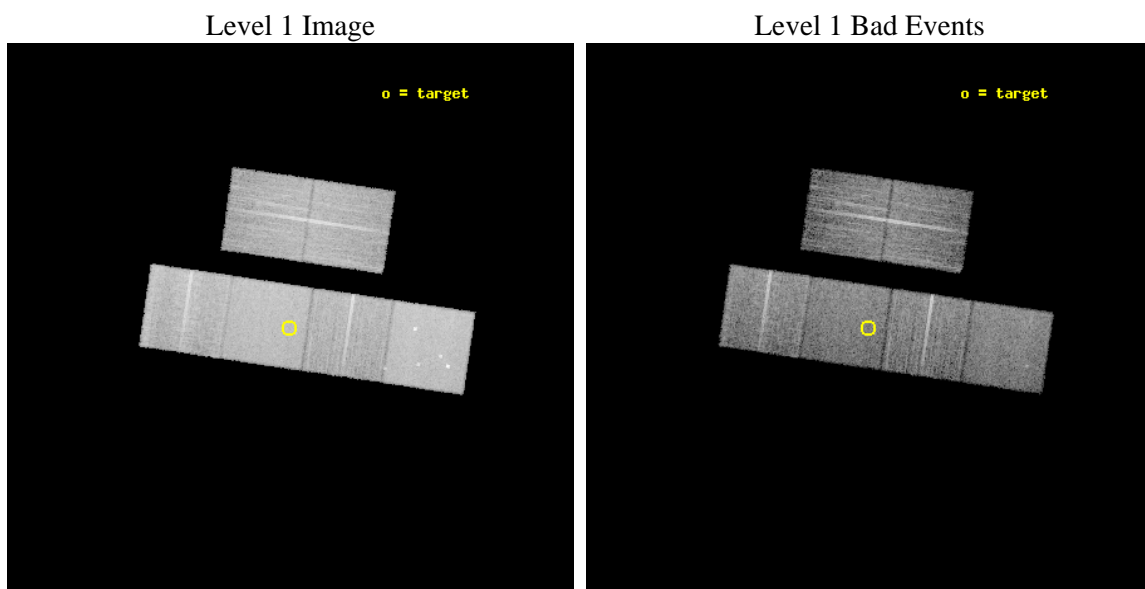 Level 1 Image
Level 1 Bad Events
o = target
o = target